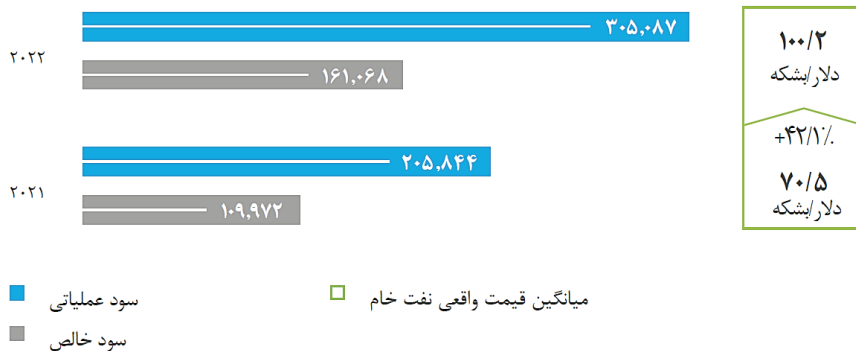 ۲۰۲۲
۳۰۵,۰۸۷
۱۶۱,۰۶۸
۲۰۲۱
۲۰۵,۸۴۴
۱۰۹,۹۷۲
۱۰۰/۲
دلار/بشکه
+۴۲/۱٪
۷۰/۵
دلار/بشکه
میانگین قیمت واقعی نفت خام
سود عملیاتی
سود خالص